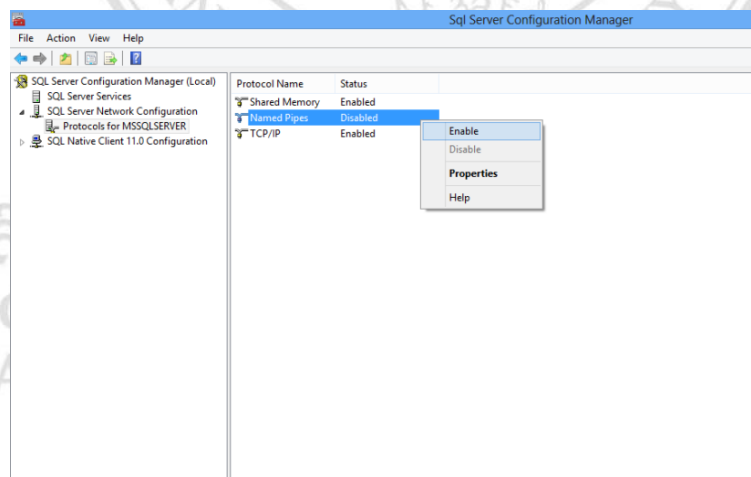 Sql Server Configuration Manager
File Action View Help
SQL Server Configuration Manager (Local)
SQL Server Services
SQL Server Network Configuration
Protocols for MSSQLSERVER
SQL Native Client 11.0 Configuration
Protocol Name Status
Shared Memory Enabled
Named Pipes Disabled
TCP/IP Enabled
Enable
Disable
Properties
Help